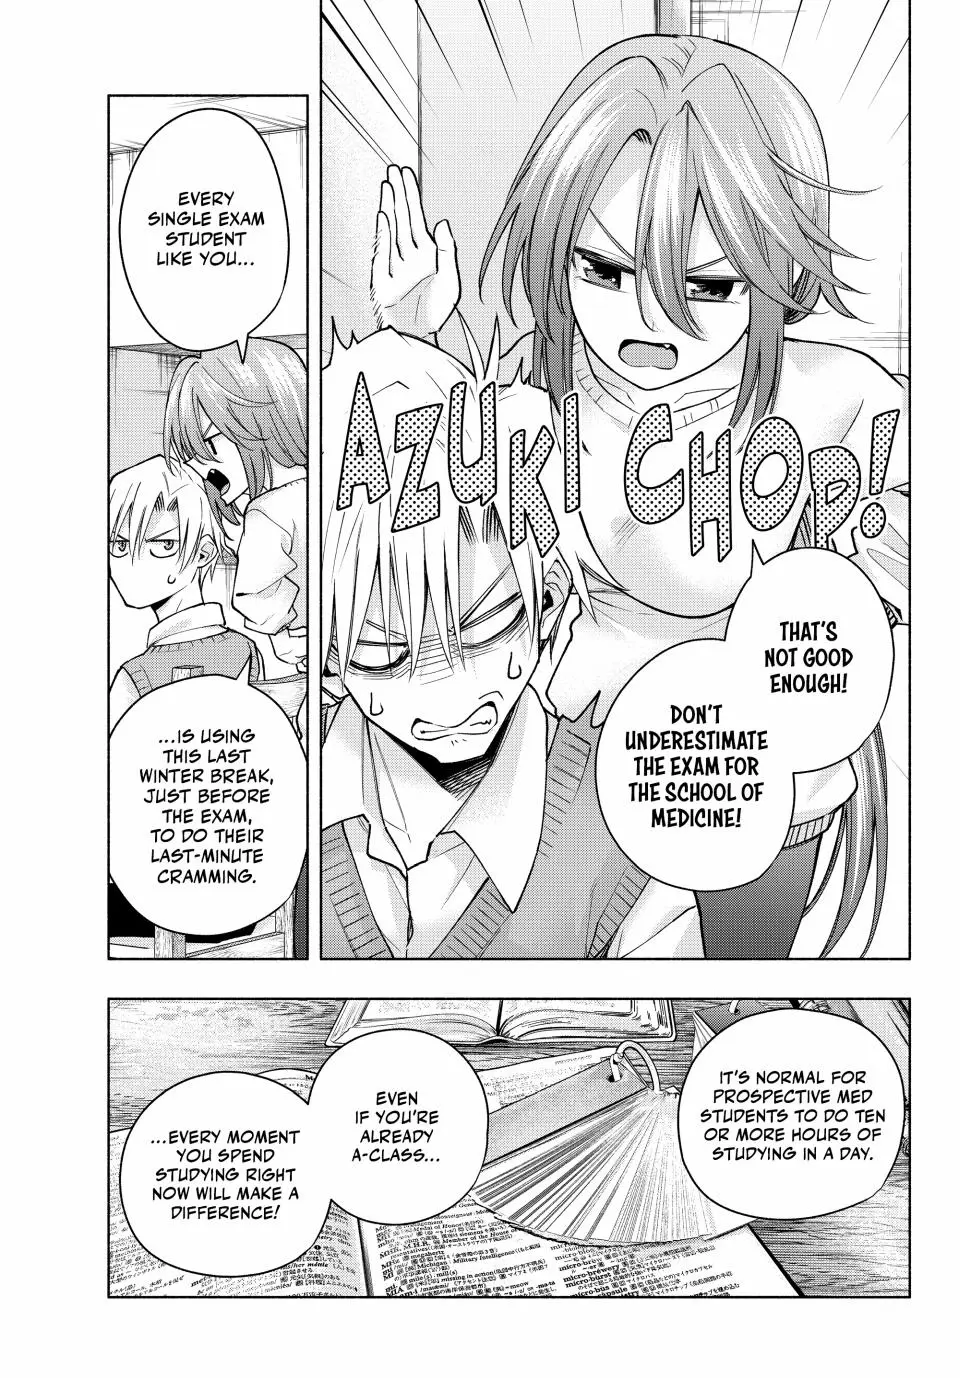 AZUKI CHOP!
THAT'S
NOT GOOD
ENOUGH!
DON'T
UNDERESTIMATE
THE EXAM FOR
THE SCHOOL OF
MEDICINE!
EVERY
SINGLE EXAM
STUDENT
LIKE YOU...
...IS USING
THIS LAST
WINTER BREAK,
JUST BEFORE
THE EXAM,
TO DO THEIR
LAST-MINUTE
CRAMMING.
IT'S NORMAL FOR
PROSPECTIVE MED
STUDENTS TO DO TEN
OR MORE HOURS OF
STUDYING IN A DAY.
EVEN
IF YOU'RE
ALREADY
A-CLASS...
...EVERY MOMENT
YOU SPEND
STUDYING RIGHT
NOW WILL MAKE A
DIFFERENCE!